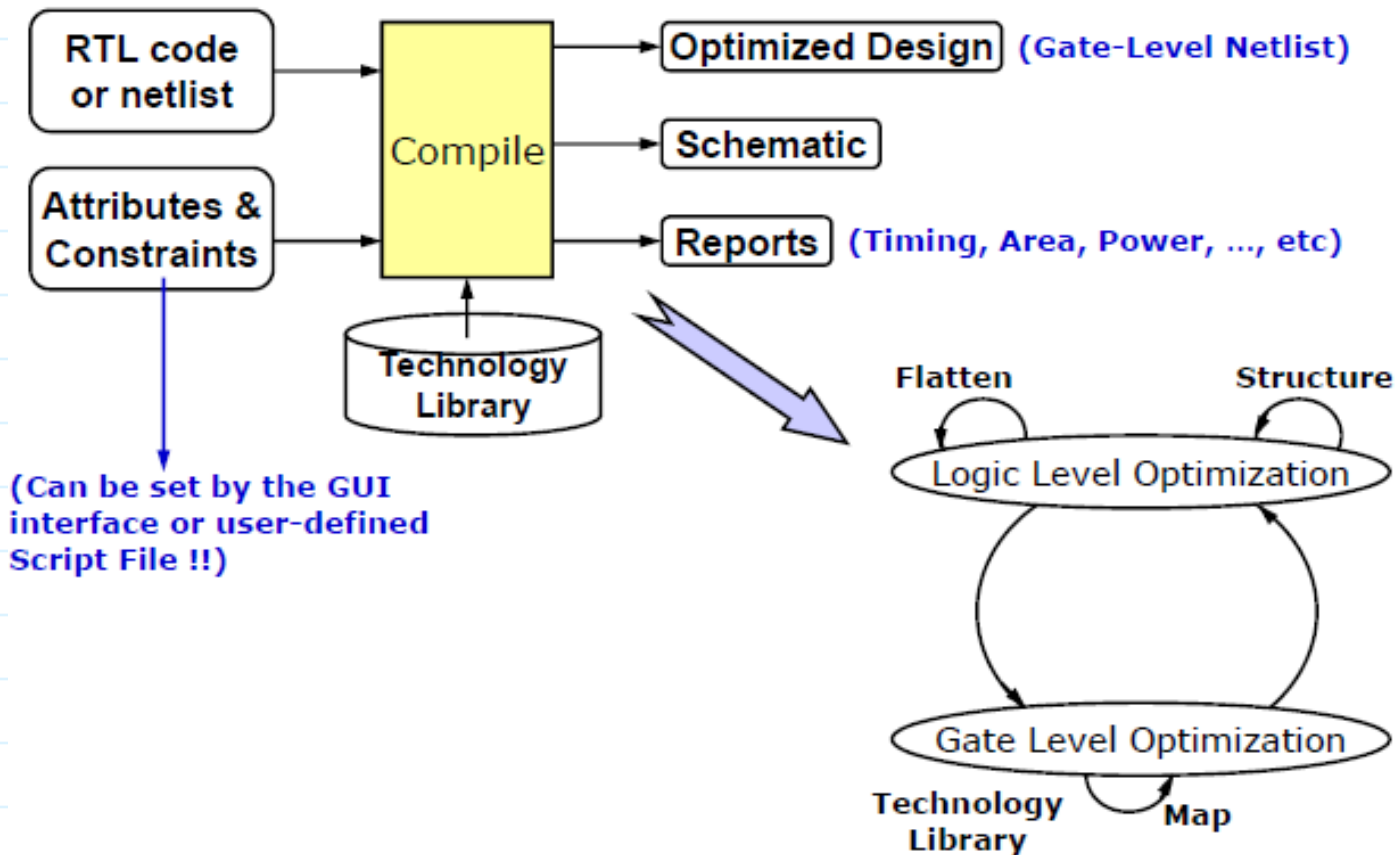 RTL code
or netlist
Attributes &
Constraints
Compile
Optimized Design (Gate-Level Netlist)
Schematic
Reports (Timing, Area, Power, ..., etc)
Technology
Library
(Can be set by the GUI
interface or user-defined
Script File !!)
Flatten
Structure
Logic Level Optimization
Gate Level Optimization
Technology
Library
Map